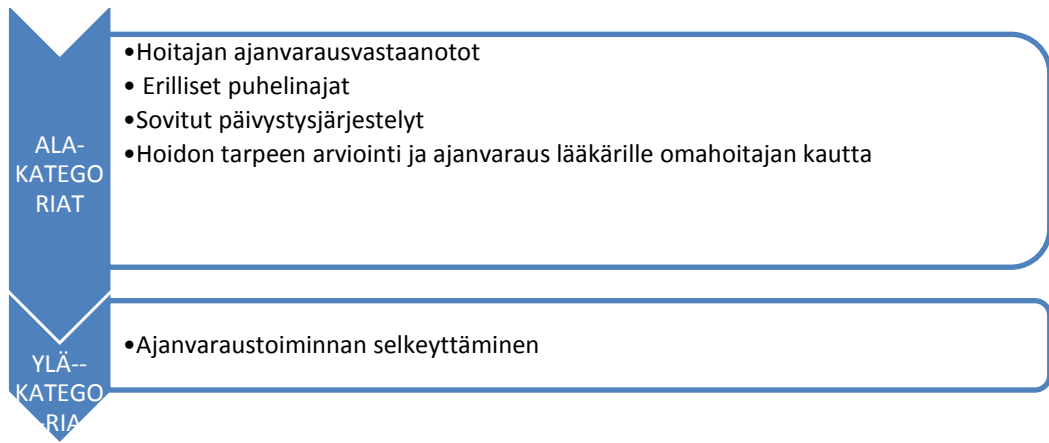 •Hoitajan ajanvarausvastaanotot
• Erilliset puhelinajat
•Sovitut päivystysjärjestelyt
•Hoidon tarpeen arviointi ja ajanvaraus lääkärille omahoitajan kautta
ALA-
KATEGO
RIAT
•Ajanvaraustoiminnan selkeyttäminen
YLÄ--
KATEGO
-RIA